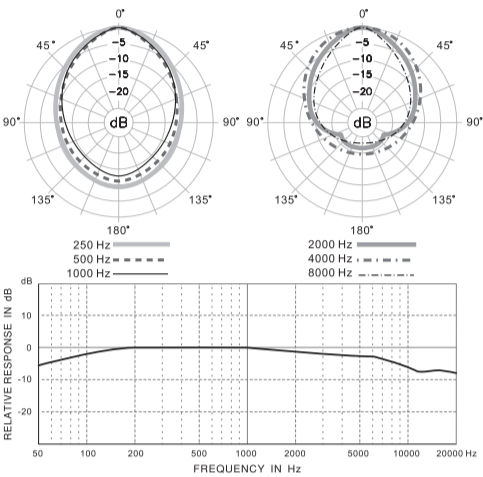 0°
45°
45°
-5
-10
-15
-20
90°
dB
90°
135°
135°
180°
0°
45°
45°
-5
-10
-15
-20
90°
dB
90°
135°
135°
180°
250 Hz
500 Hz
1000 Hz
2000 Hz
4000 Hz
8000 Hz
dB
RELATIVE RESPONSE IN dB
10
0
-10
-20
50 100 200 500 1000 2000 5000 10000 20000 Hz
FREQUENCY IN Hz